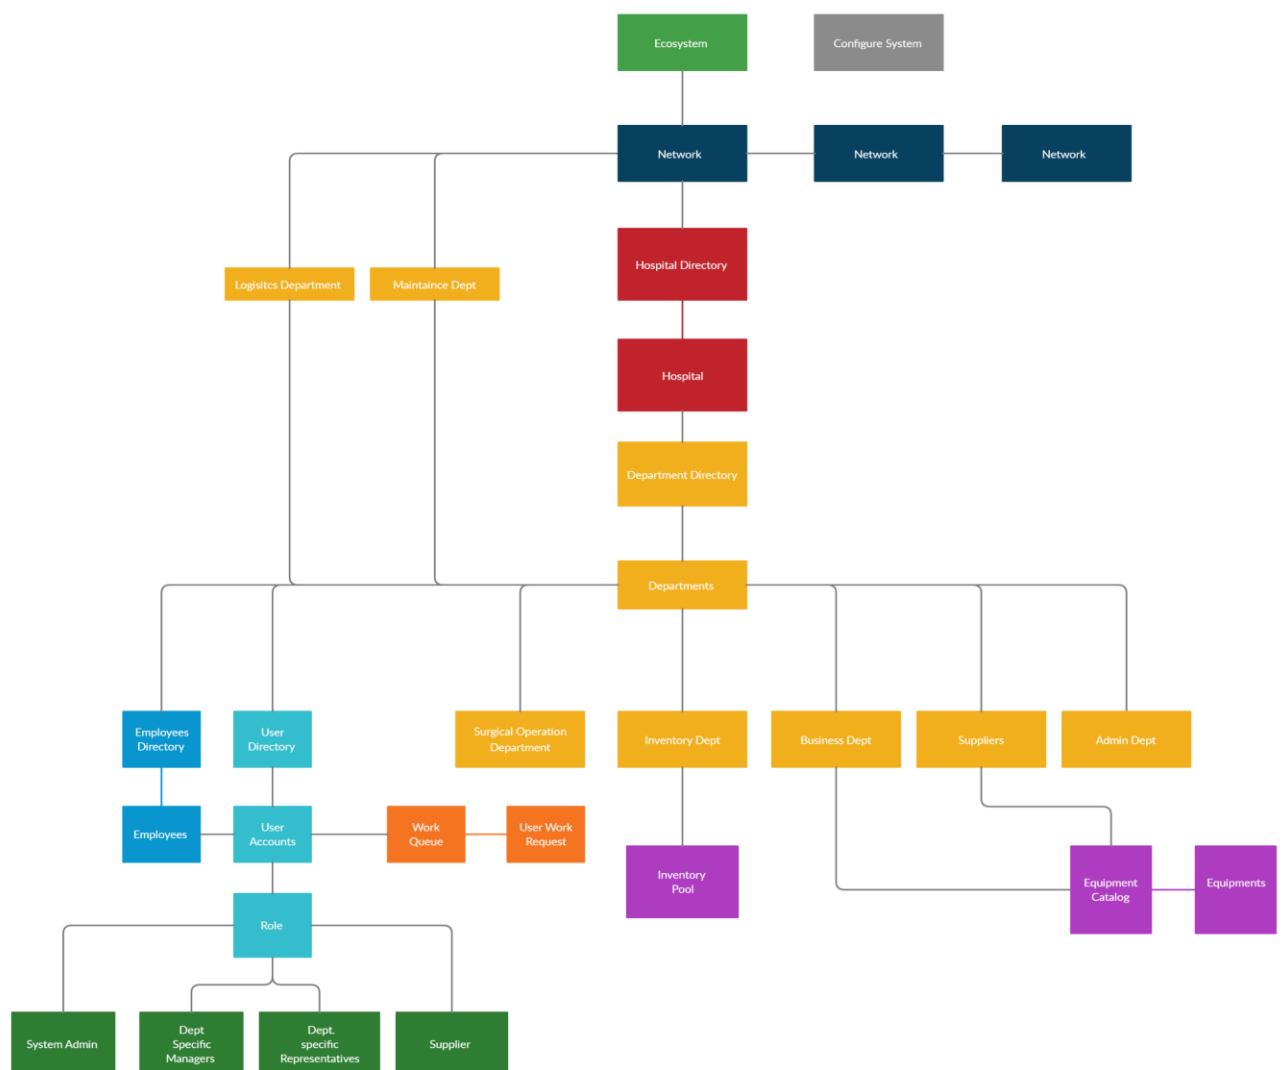 Ecosystem
Configure System
Network
Network
Network
Hospital Directory
Logisitcs Department
Maintaince Dept
Hospital
Department Directory
Departments
Employees
Directory
User
Directory
Surgical Operation
Department
Inventory Dept
Business Dept
Suppliers
Admin Dept
Employees
User
Accounts
Work
Queue
User Work
Request
Inventory
Pool
Equipment
Catalog
Equipments
Role
System Admin
Dept
Specific
Managers
Dept.
specific
Representatives
Supplier